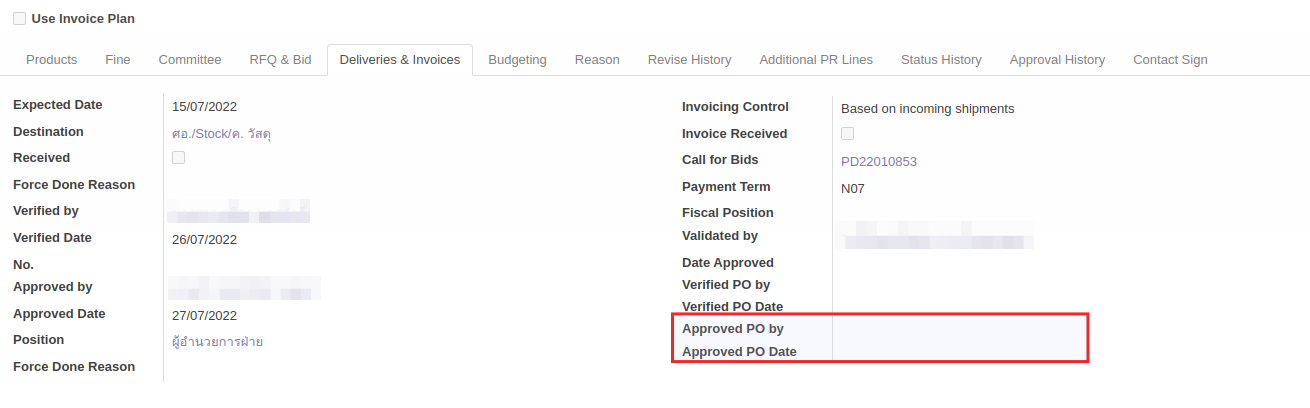 Use Invoice Plan
Products Fine Committee RFQ & Bid Deliveries & Invoices Budgeting Reason Revise History Additional PR Lines Status History Approval History Contact Sign
Expected Date 15/07/2022
Destination ศอ./Stock/ค. วัสดุ
Received
Force Done Reason
Verified by
Verified Date 26/07/2022
No.
Approved by
Approved Date 27/07/2022
Position ผู้อำนวยการฝ่าย
Force Done Reason
Invoicing Control Based on incoming shipments
Invoice Received
Call for Bids PD22010853
Payment Term N07
Fiscal Position
Validated by
Date Approved
Verified PO by
Verified PO Date
Approved PO by
Approved PO Date